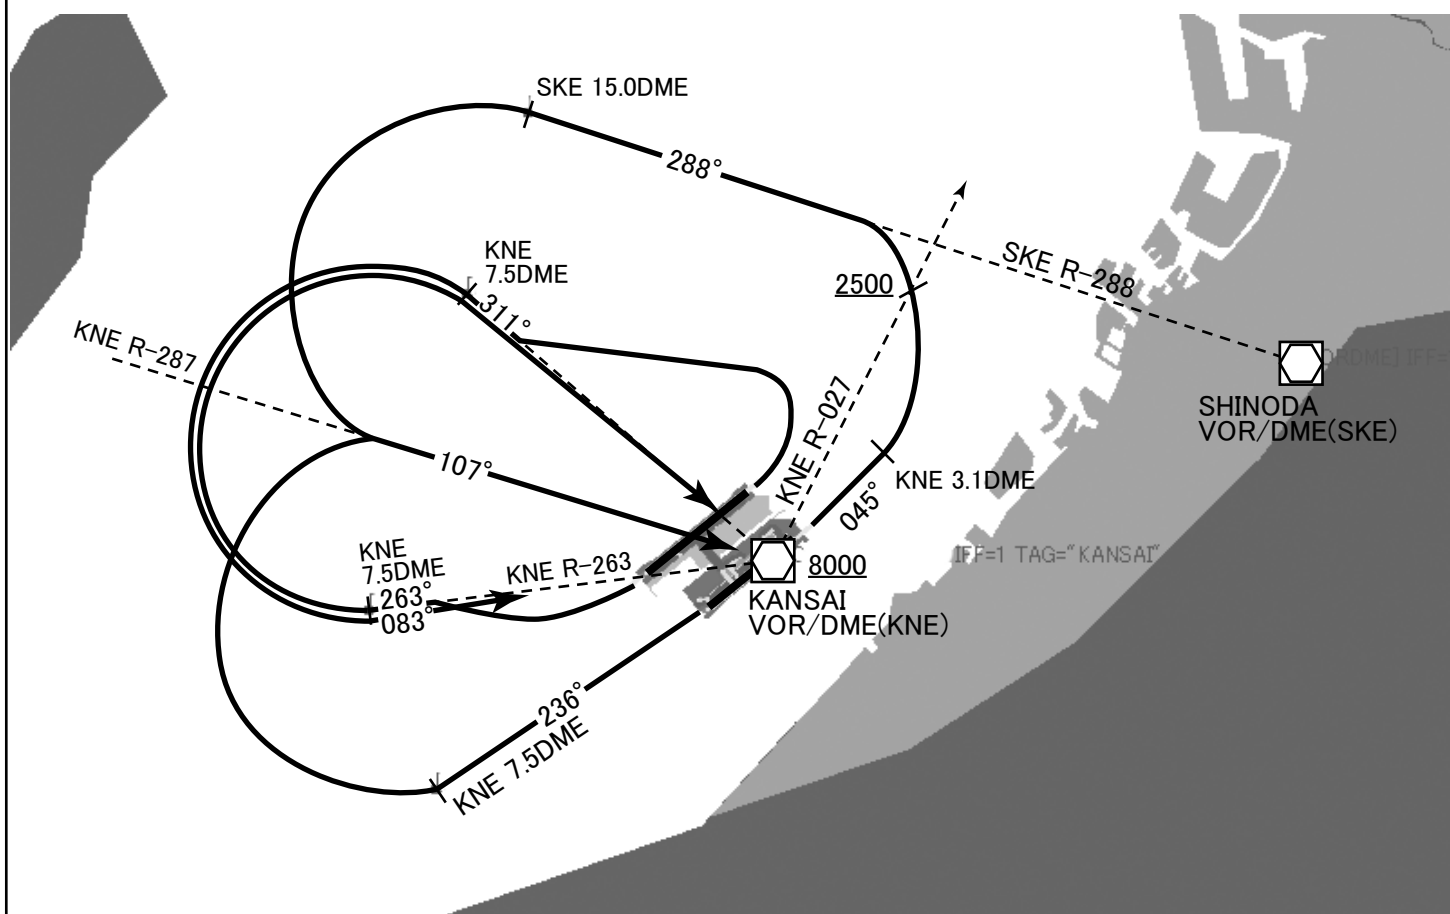 SKE 15.0DME
288°
KNE
7.5DME
311°
2500
SKE R-288
KNE R-287
KNE R-027
SHINODA
VOR/DME(SKE)
107°
KNE 3.1DME
045°
KNE
7.5DME
263°
083°
KNE R-263
8000
IFF=1 TAG="KANSAI"
KANSAI
VOR/DME(KNE)
236°
KNE 7.5DME